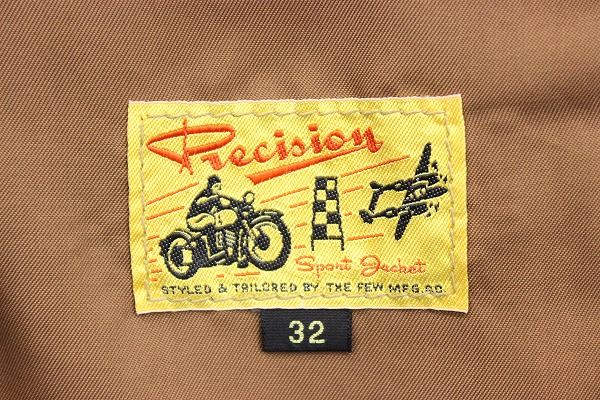 Precision
Sport Jacket
STYLED & TAILORED BY THE FEW MFG.CO.
32